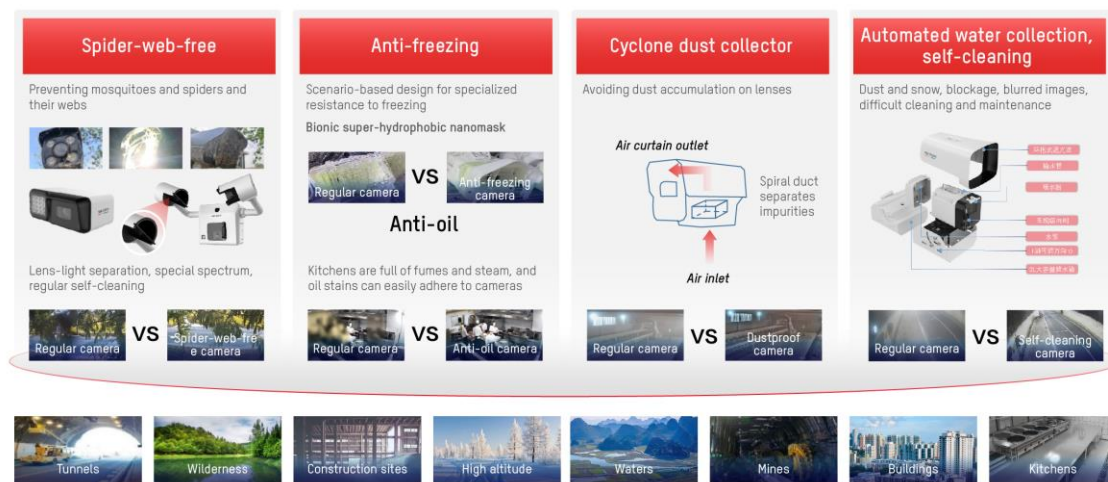 Spider-web-free
Preventing mosquitoes and spiders and
their webs
Lens-light separation, special spectrum,
regular self-cleaning
Regular camera
VS
Spider-web-fre
e camera
Anti-freezing
Scenario-based design for specialized
resistance to freezing
Bionic super-hydrophobic nanomask
Regular camera
VS
Anti-freezing
camera
Anti-oil
Kitchens are full of fumes and steam, and
oil stains can easily adhere to cameras
Regular camera
VS
Anti-oil camera
Cyclone dust collector
Avoiding dust accumulation on lenses
Air curtain outlet
Spiral duct
separates
impurities
Air inlet
Regular camera
VS
Dustproof
camera
Automated water collection,
self-cleaning
Dust and snow, blockage, blurred images,
difficult cleaning and maintenance
Regular camera
VS
Self-cleaning
camera
Tunnels
Wilderness
Construction sites
High altitude
Waters
Mines
Buildings
Kitchens